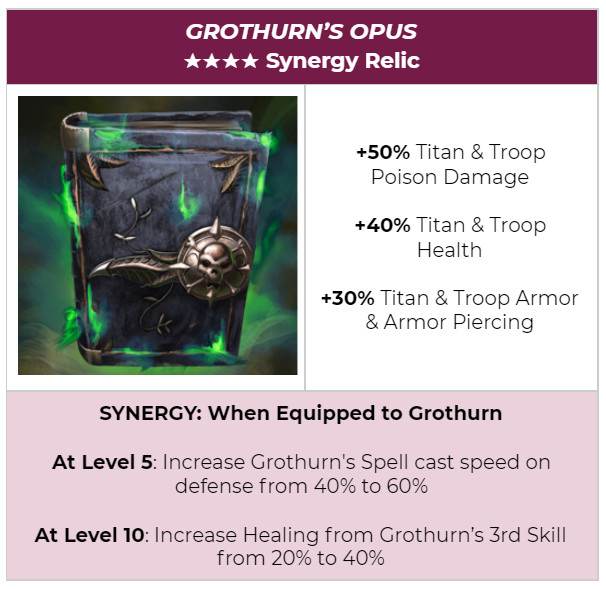 GROTHURN’S OPUS
★★★★ Synergy Relic
+50% Titan & Troop
Poison Damage
+40% Titan & Troop
Health
+30% Titan & Troop Armor
& Armor Piercing
SYNERGY: When Equipped to Grothurn
At Level 5: Increase Grothurn's Spell cast speed on
defense from 40% to 60%
At Level 10: Increase Healing from Grothurn’s 3rd Skill
from 20% to 40%